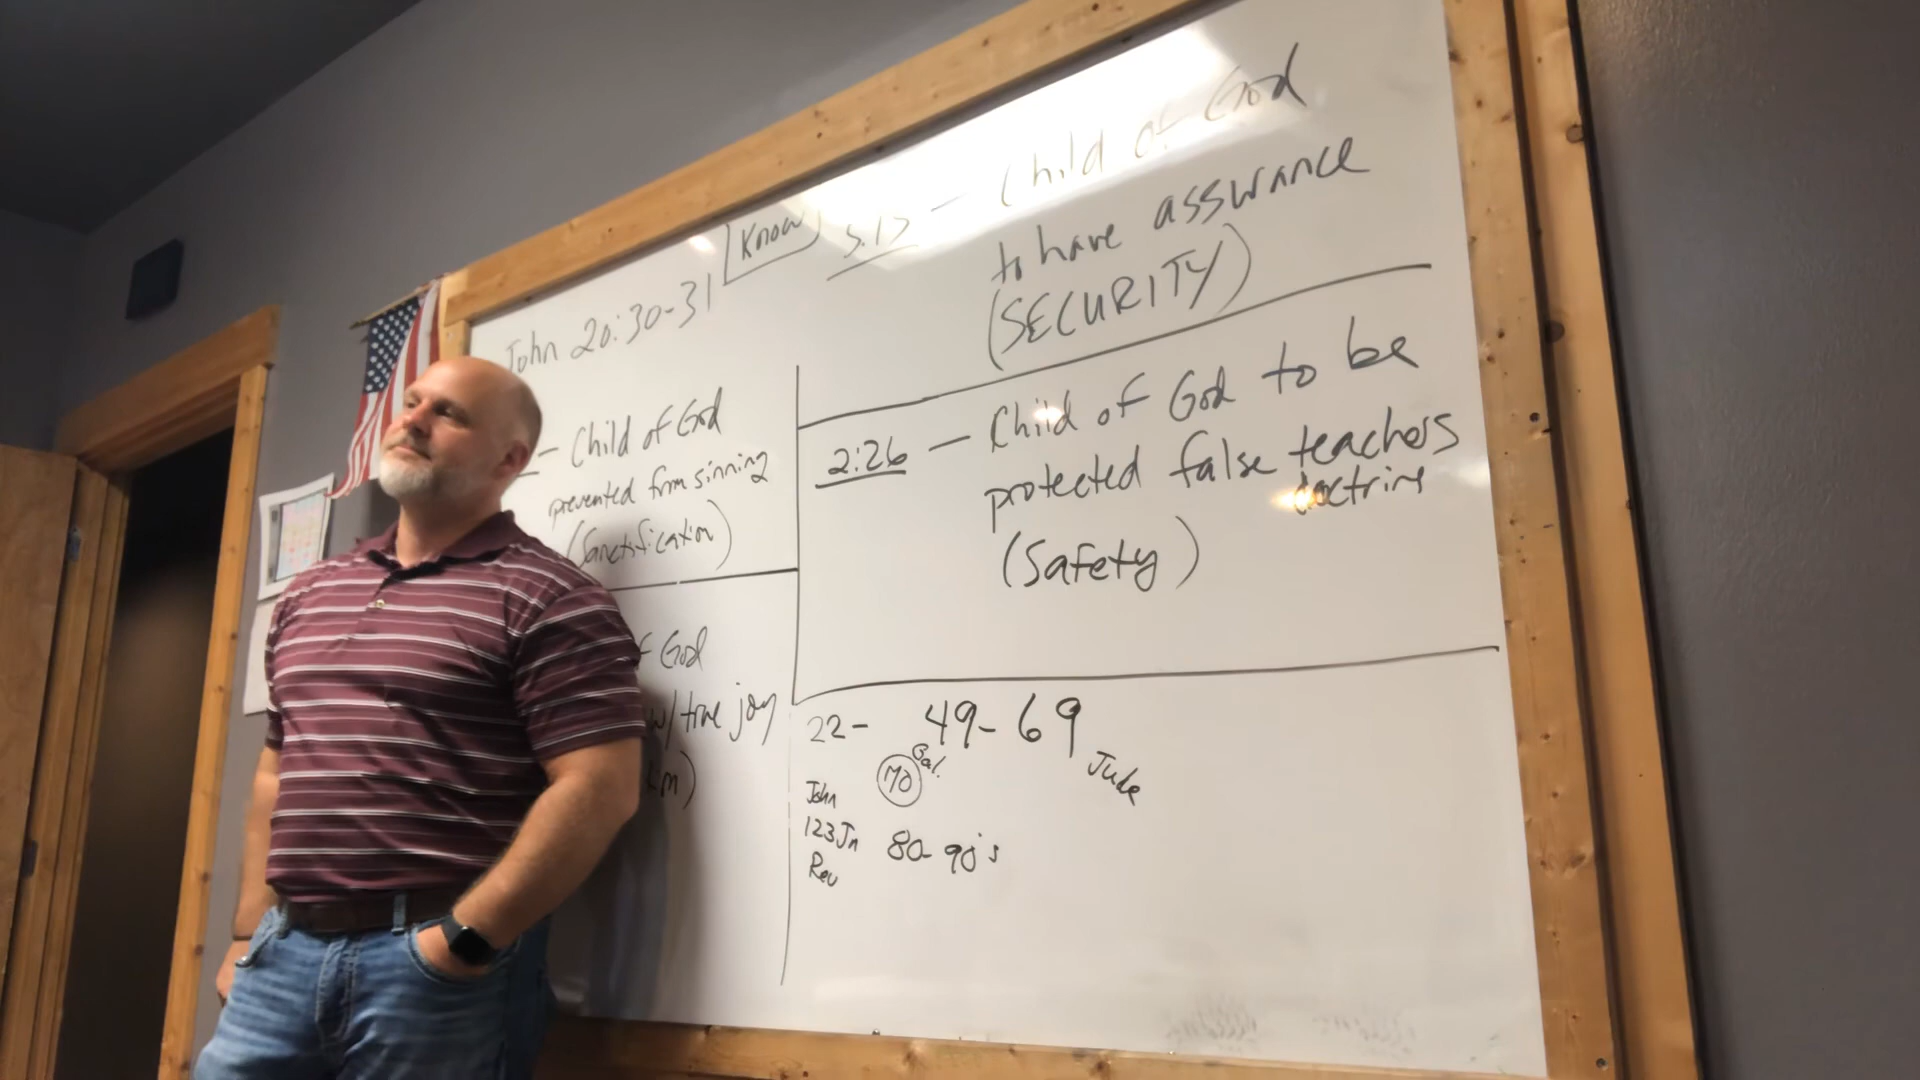 John 20:30-31
Know
5:13 - Child of God
to have assurance
(SECURITY)
- Child of God
prevented from sinning
(Sanctification)
2:26 - Child of God to be
protected false teachers
doctrine
(Safety)
f God
w/ true joy
22- 49-69
Gal.
70
Jude
John
123Jn 80-90's
Rev